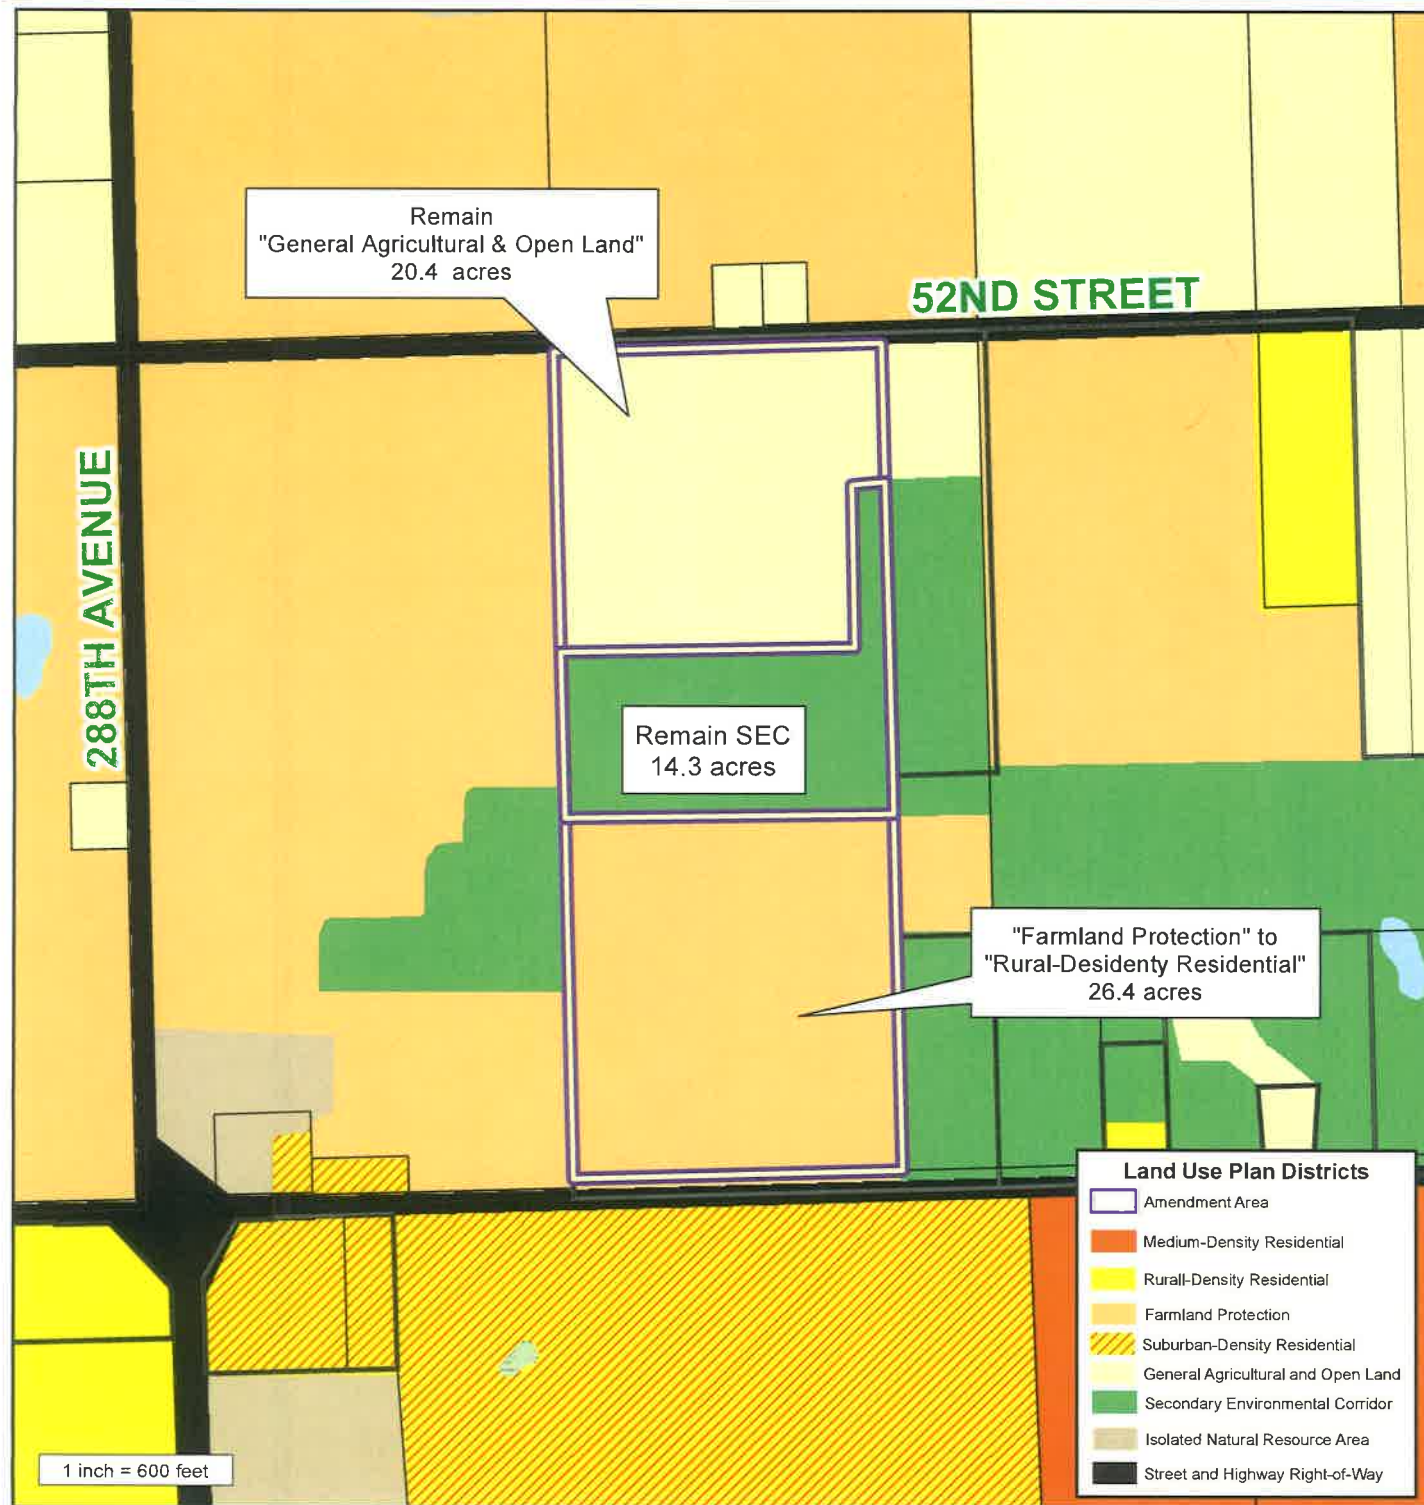 Remain
"General Agricultural & Open Land"
20.4 acres
52ND STREET
288TH AVENUE
Remain SEC
14.3 acres
"Farmland Protection" to
"Rural-Desidenty Residential"
26.4 acres
Land Use Plan Districts
Amendment Area
Medium-Density Residential
Rurall-Density Residential
Farmland Protection
Suburban-Density Residential
General Agricultural and Open Land
Secondary Environmental Corridor
Isolated Natural Resource Area
Street and Highway Right-of-Way
1 inch = 600 feet